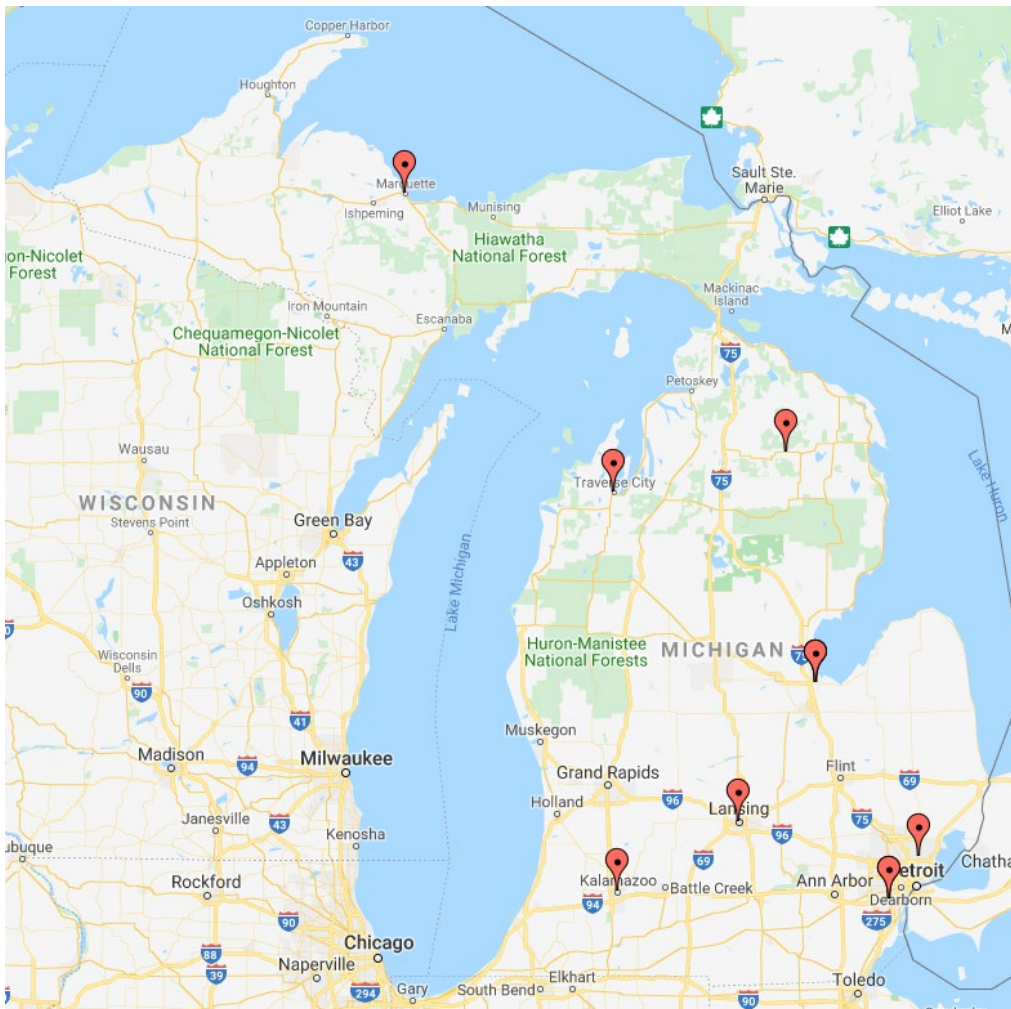 Copper Harbor
Houghton
Marquette
Ishpeming
Munising
Sault Ste.
Marie
Elliot Lake
Hiawatha
National Forest
on-Nicolet
Forest
Mackinac
Island
Iron Mountain
Escanaba
Chequamegon-Nicolet
National Forest
75
Petoskey
Wausau
Traverse City
75
Lake Huron
WISCONSIN
Stevens Point
Green Bay
43
Appleton
Lake Michigan
Oshkosh
Huron-Manistee
National Forests
MICHIGAN
75
Wisconsin
Dells
90
41
Muskegon
Madison
94
Milwaukee
Grand Rapids
Flint
69
Holland
96
Lansing
75
96
Janesville
43
Kenosha
69
ubuque
Rockford
90
Kalamazoo
94
Battle Creek
Ann Arbor
Detroit
Dearborn
275
Chatha
88
39
Chicago
Naperville
294
Gary
South Bend
Elkhart
90
Toledo